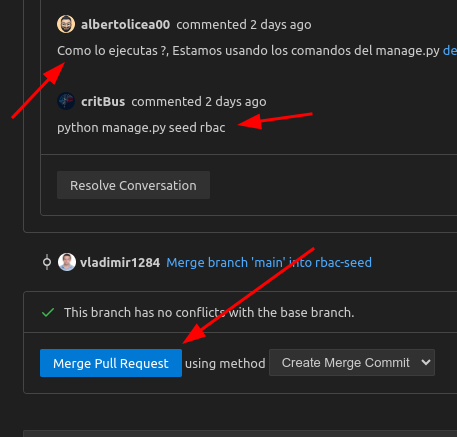 albertolicea00 commented 2 days ago
Como lo ejecutas ?, Estamos usando los comandos del manage.py de
critBus commented 2 days ago
python manage.py seed rbac
Resolve Conversation
vladimir1284 Merge branch 'main' into rbac-seed
This branch has no conflicts with the base branch.
Merge Pull Request using method Create Merge Commit